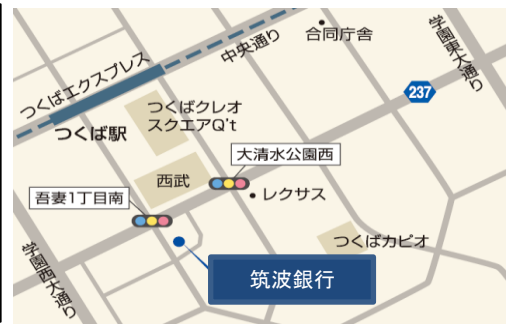 合同庁舎
中央通り
学園東大通り
つくばエクスプレス
237
つくばクレオ
スクエアQ't
つくば駅
大清水公園西
西武
吾妻1丁目南
レクサス
つくばカピオ
学園西大通り
筑波銀行